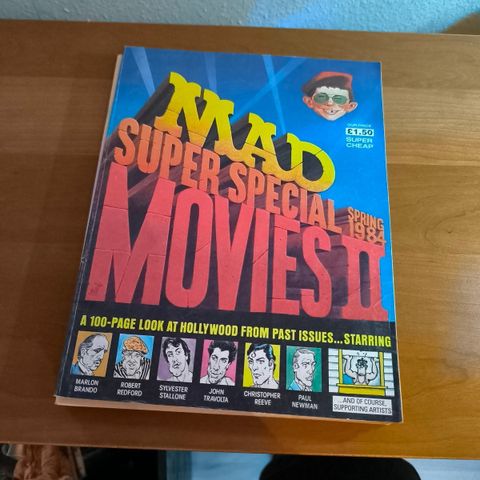 MAD
OUR PRICE
£1.50
SUPER
CHEAP
SUPER SPECIAL
SPRING
1984
MOVIES II
A 100-PAGE LOOK AT HOLLYWOOD FROM PAST ISSUES...STARRING
MARLON
BRANDO
ROBERT
REDFORD
SYLVESTER
STALLONE
JOHN
TRAVOLTA
CHRISTOPHER
REEVE
PAUL
NEWMAN
...AND OF COURSE,
SUPPORTING ARTISTS